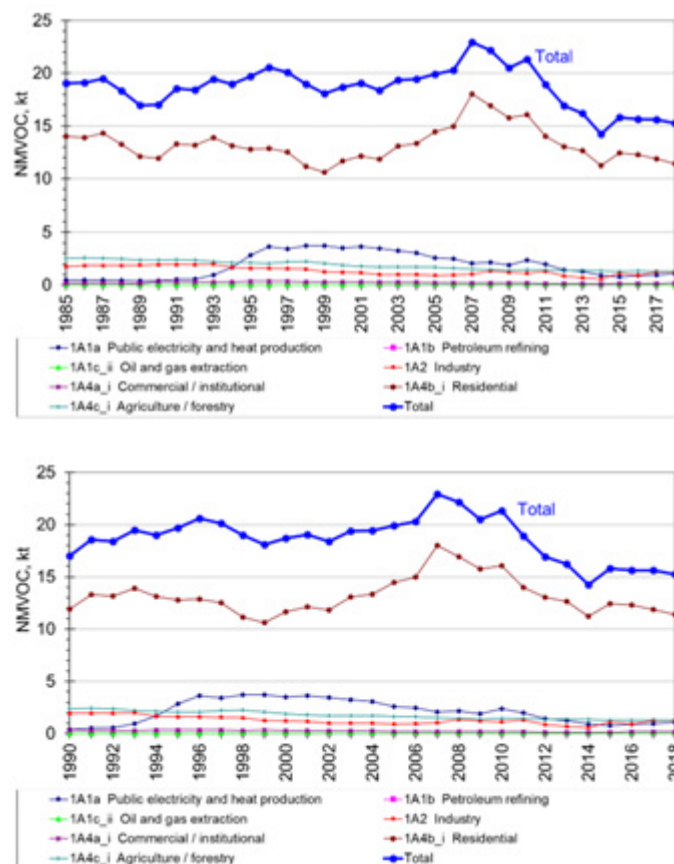 25
20
15
10
5
0
NMVOC, kt
Total
1985
1987
1989
1991
1993
1995
1997
1999
2001
2003
2005
2007
2009
2011
2013
2015
2017
1A1a Public electricity and heat production
1A1b Petroleum refining
1A1c_ii Oil and gas extraction
1A2 Industry
1A4a_i Commercial / institutional
1A4b_i Residential
1A4c_i Agriculture / forestry
Total
25
20
15
10
5
0
NMVOC, kt
Total
1990
1992
1994
1996
1998
2000
2002
2004
2006
2008
2010
2012
2014
2016
2018
1A1a Public electricity and heat production
1A1b Petroleum refining
1A1c_ii Oil and gas extraction
1A2 Industry
1A4a_i Commercial / institutional
1A4b_i Residential
1A4c_i Agriculture / forestry
Total